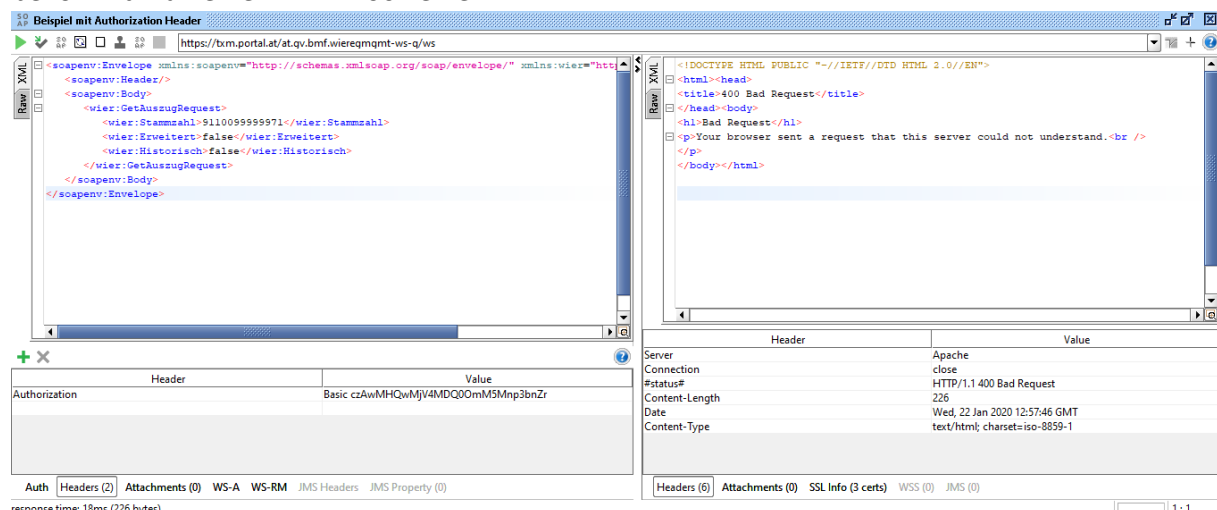 Beispiel mit Authorization Header
https://txm.portal.at/at.gv.bmf.wiereqmgmt-ws-q/ws
XML
Raw
<soapenv:Envelope xmlns:soapenv="http://schemas.xmlsoap.org/soap/envelope/" xmlns:wier="http
<soapenv:Header/>
<soapenv:Body>
<wier:GetAuszugRequest>
<wier:Stammzahl>9110099999971</wier:Stammzahl>
<wier:Erweitert>false</wier:Erweitert>
<wier:Historisch>false</wier:Historisch>
</wier:GetAuszugRequest>
</soapenv:Body>
</soapenv:Envelope>
Header Value
Authorization Basic czAwMHQwMjV4MDQ0OmM5Mnp3bnZr
Auth Headers (2) Attachments (0) WS-A WS-RM JMS Headers JMS Property (0)
response time: 18ms (226 bytes)
XML
Raw
<!DOCTYPE HTML PUBLIC "-//IETF//DTD HTML 2.0//EN">
<html><head>
<title>400 Bad Request</title>
</head><body>
<h1>Bad Request</h1>
<p>Your browser sent a request that this server could not understand.<br />
</p>
</body></html>
Header Value
Server Apache
Connection close
#status# HTTP/1.1 400 Bad Request
Content-Length 226
Date Wed, 22 Jan 2020 12:57:46 GMT
Content-Type text/html; charset=iso-8859-1
Headers (6) Attachments (0) SSL Info (3 certs) WSS (0) JMS (0)
1 : 1